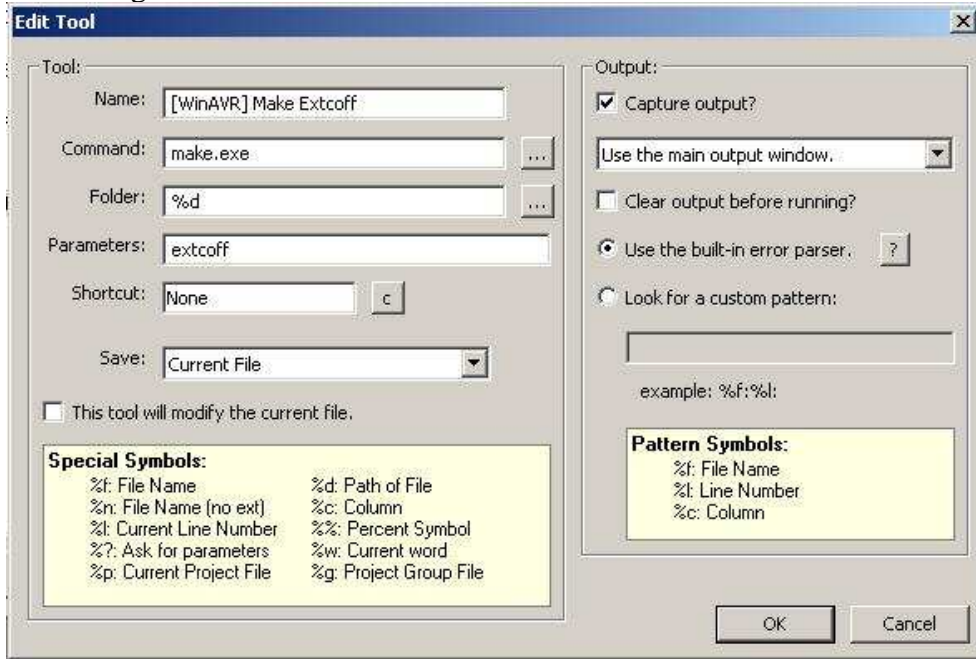 Edit Tool
Tool:
Name: [WinAVR] Make Extcoff
Command: make.exe ...
Folder: %d ...
Parameters: extcoff
Shortcut: None c
Save: Current File
This tool will modify the current file.
Special Symbols:
%f: File Name %d: Path of File
%n: File Name (no ext) %c: Column
%l: Current Line Number %%: Percent Symbol
%?: Ask for parameters %w: Current word
%p: Current Project File %g: Project Group File
Output:
Capture output?
Use the main output window.
Clear output before running?
Use the built-in error parser. ?
Look for a custom pattern:
example: %f:%l:
Pattern Symbols:
%f: File Name
%l: Line Number
%c: Column
OK Cancel